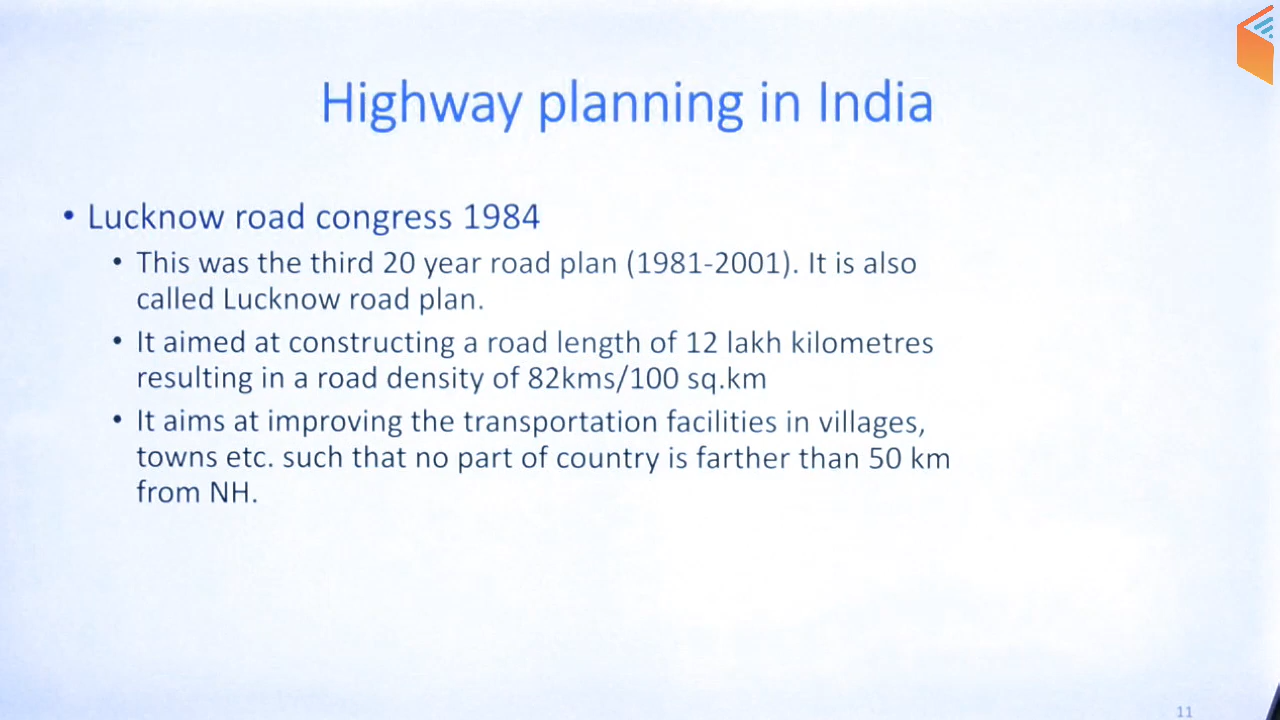 Highway planning in India
• Lucknow road congress 1984
• This was the third 20 year road plan (1981-2001). It is also
called Lucknow road plan.
• It aimed at constructing a road length of 12 lakh kilometres
resulting in a road density of 82kms/100 sq.km
• It aims at improving the transportation facilities in villages,
towns etc. such that no part of country is farther than 50 km
from NH.
11